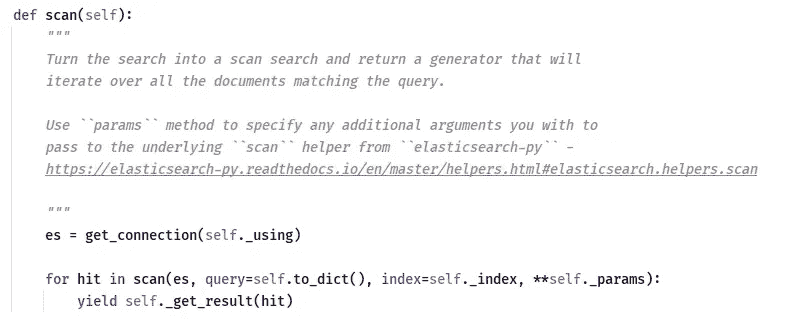 def scan(self):
    """
    Turn the search into a scan search and return a generator that will
    iterate over all the documents matching the query.

    Use ``params`` method to specify any additional arguments you with to
    pass to the underlying ``scan`` helper from ``elasticsearch-py`` -
    https://elasticsearch-py.readthedocs.io/en/master/helpers.html#elasticsearch.helpers.scan

    """
    es = get_connection(self._using)

    for hit in scan(es, query=self.to_dict(), index=self._index, **self._params):
        yield self._get_result(hit)